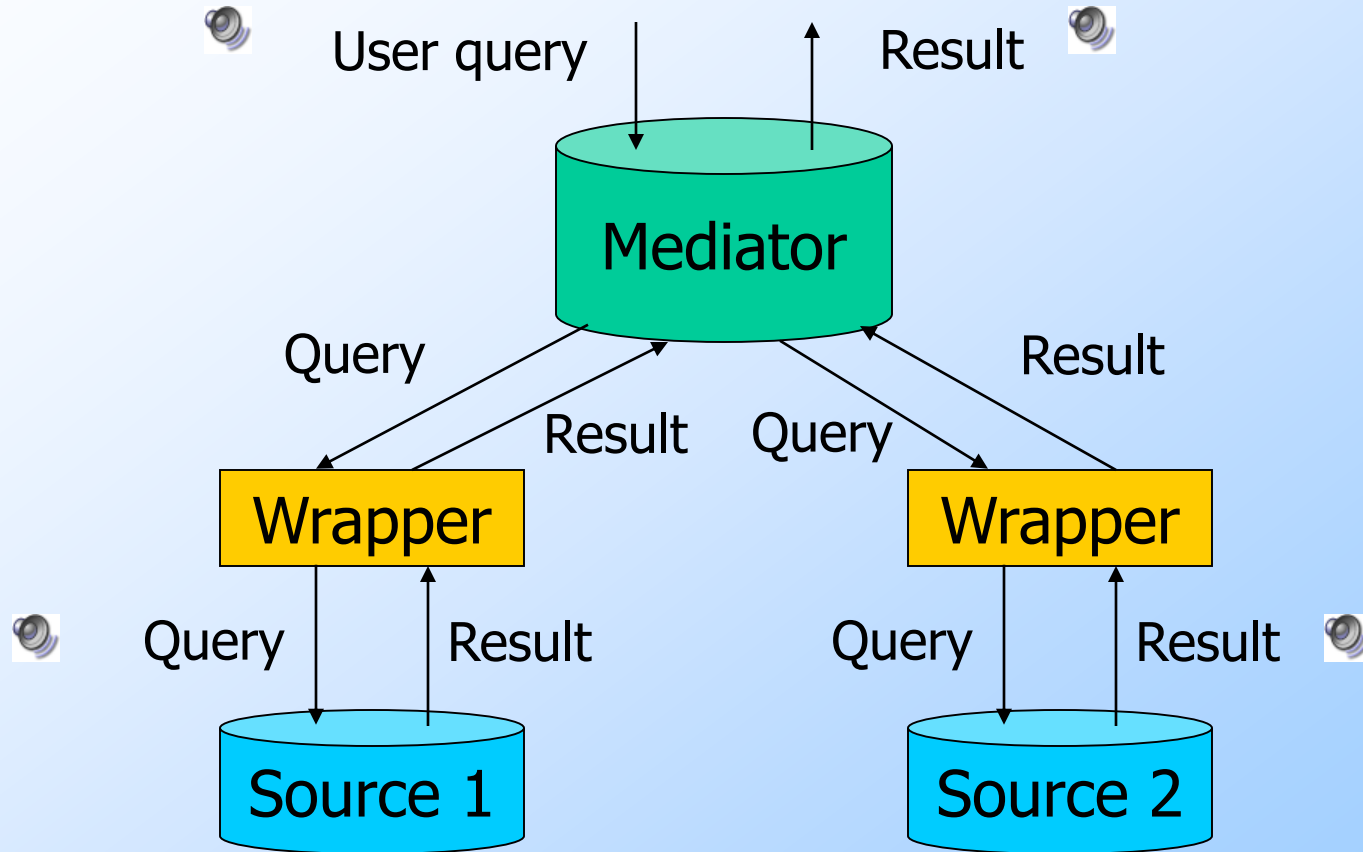 User query
Result
Mediator
Query
Result
Result
Query
Wrapper
Wrapper
Query
Result
Query
Result
Source 1
Source 2